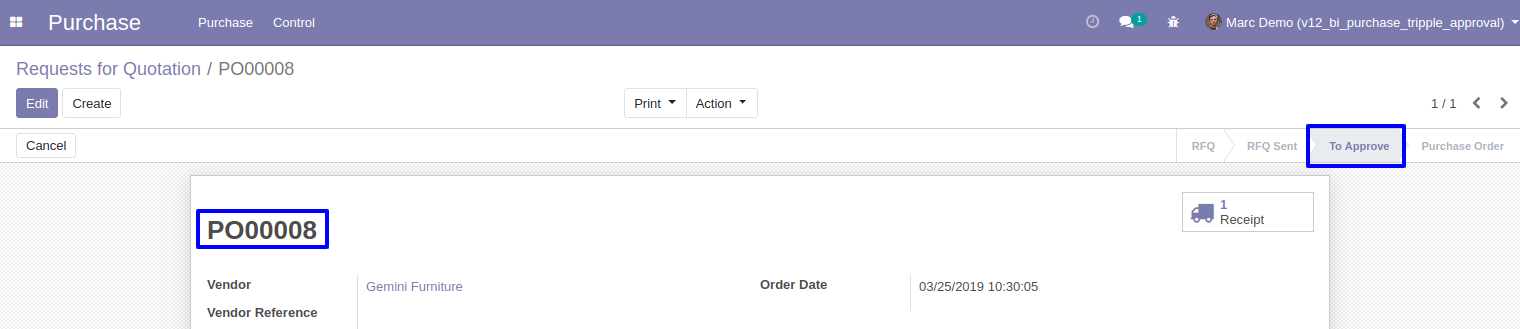 Purchase Purchase Control 1 Marc Demo (v12_bi_purchase_tripple_approval)
Requests for Quotation / PO00008
Edit Create Print Action 1 / 1
Cancel RFQ RFQ Sent To Approve Purchase Order
1
Receipt
PO00008
Vendor Gemini Furniture Order Date 03/25/2019 10:30:05
Vendor Reference